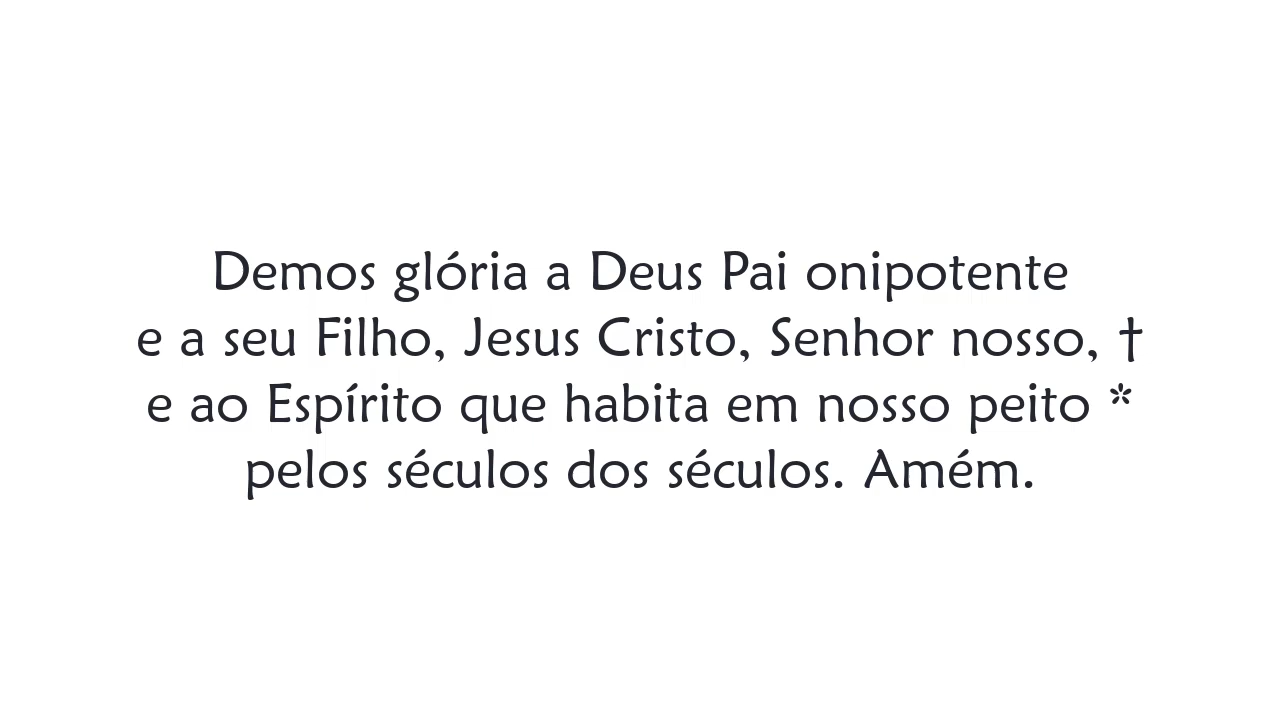 Demos glória a Deus Pai onipotente
e a seu Filho, Jesus Cristo, Senhor nosso, †
e ao Espírito que habita em nosso peito *
pelos séculos dos séculos. Amém.